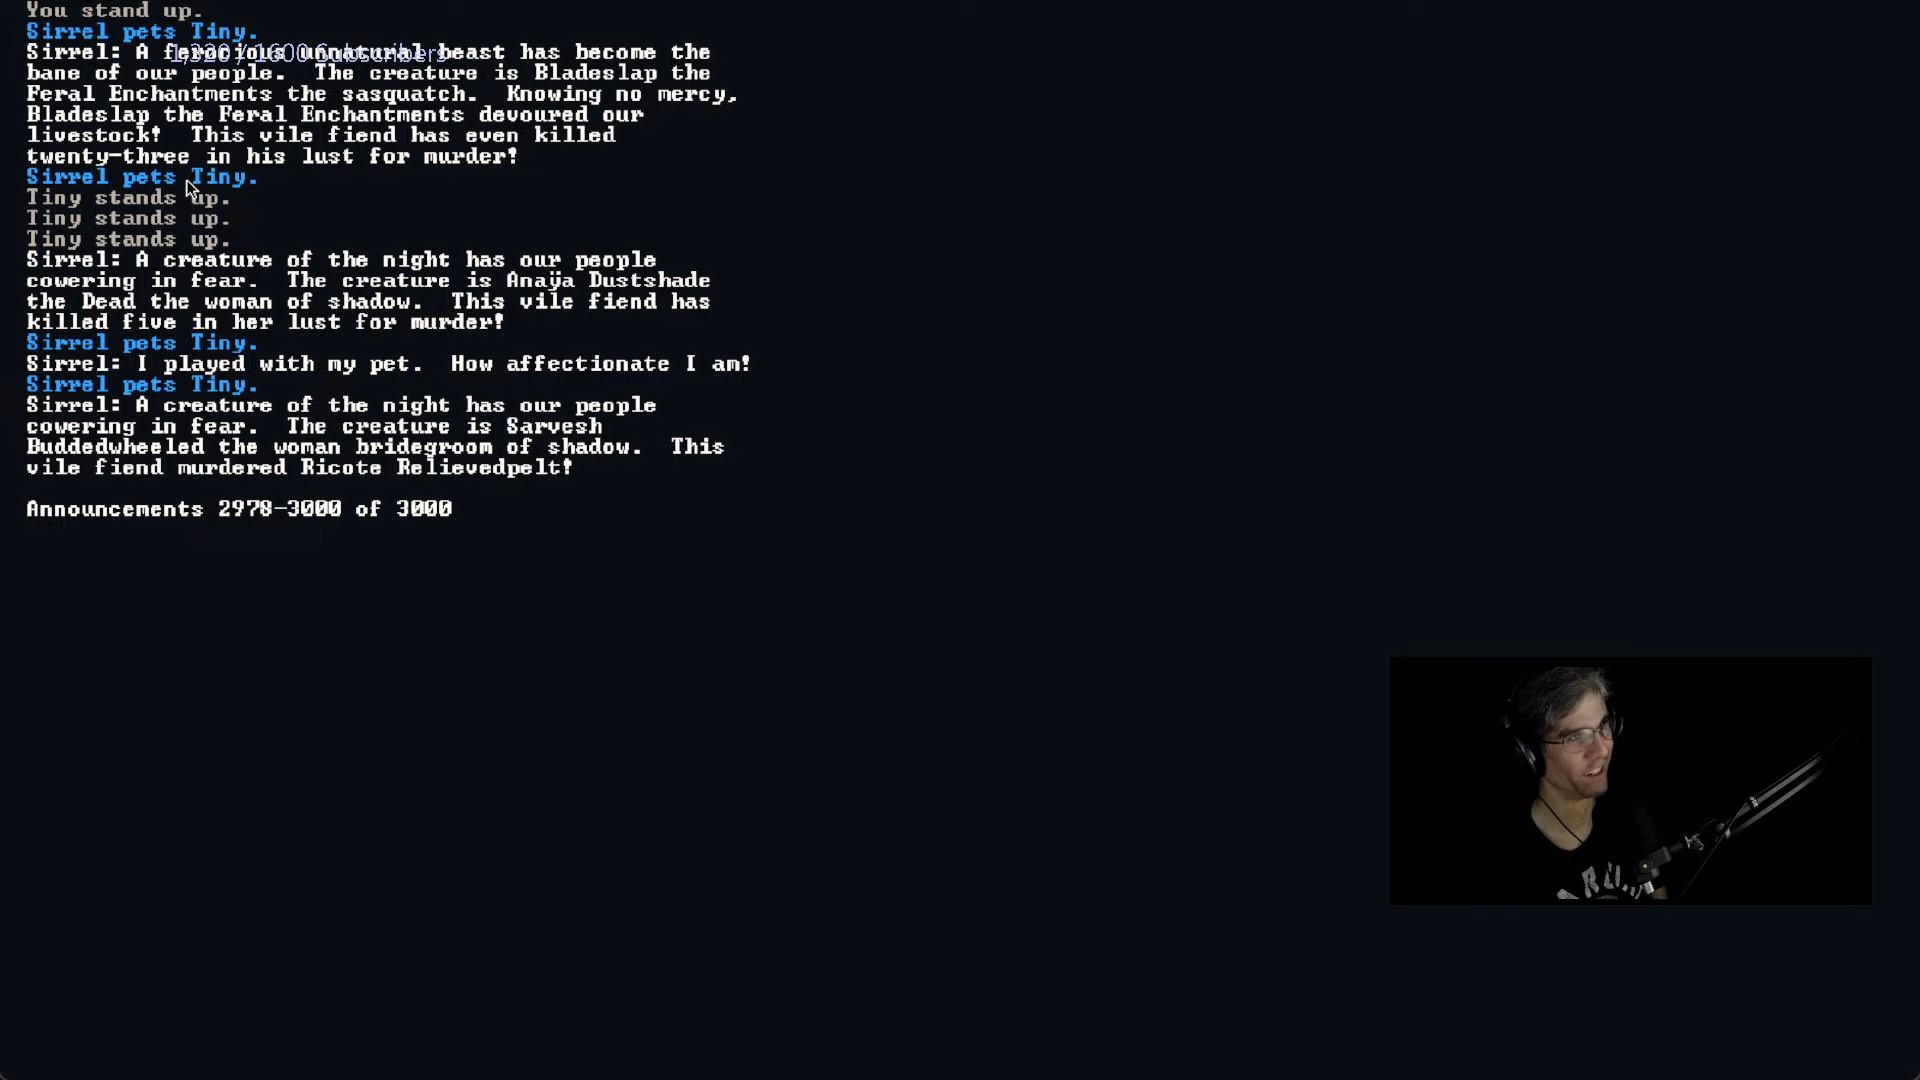 You stand up.
Sirrel pets Tiny.
Sirrel: A ferocious unnatural beast has become the
1,320 / 1600 Subscribers
bane of our people.  The creature is Bladeslap the
Feral Enchantments the sasquatch.  Knowing no mercy,
Bladeslap the Feral Enchantments devoured our
livestock!  This vile fiend has even killed
twenty-three in his lust for murder!
Sirrel pets Tiny.
Tiny stands up.
Tiny stands up.
Tiny stands up.
Sirrel: A creature of the night has our people
cowering in fear.  The creature is Anaÿa Dustshade
the Dead the woman of shadow.  This vile fiend has
killed five in her lust for murder!
Sirrel pets Tiny.
Sirrel: I played with my pet.  How affectionate I am!
Sirrel pets Tiny.
Sirrel: A creature of the night has our people
cowering in fear.  The creature is Sarvesh
Buddedwheeled the woman bridegroom of shadow.  This
vile fiend murdered Ricote Relievedpelt!
Announcements 2978-3000 of 3000